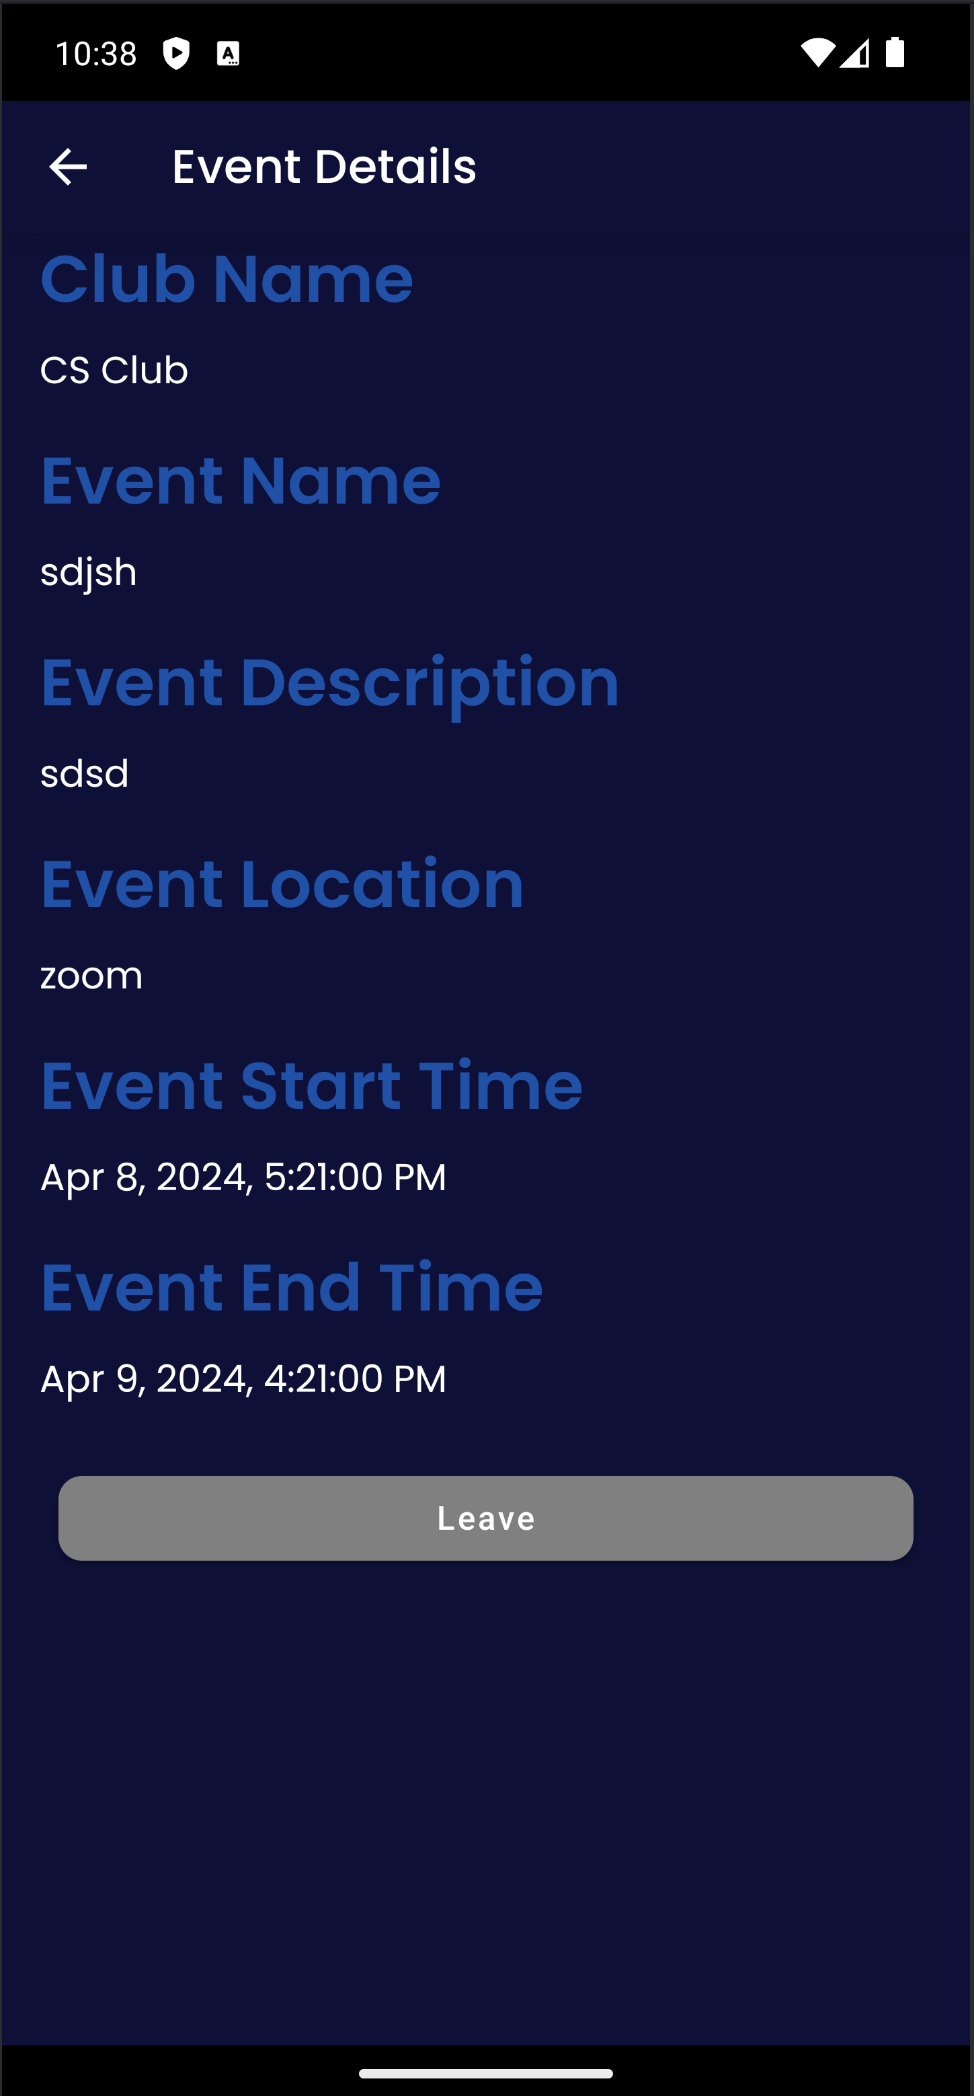 10:38
Event Details
Club Name
CS Club
Event Name
sdjsh
Event Description
sdsd
Event Location
zoom
Event Start Time
Apr 8, 2024, 5:21:00 PM
Event End Time
Apr 9, 2024, 4:21:00 PM
Leave